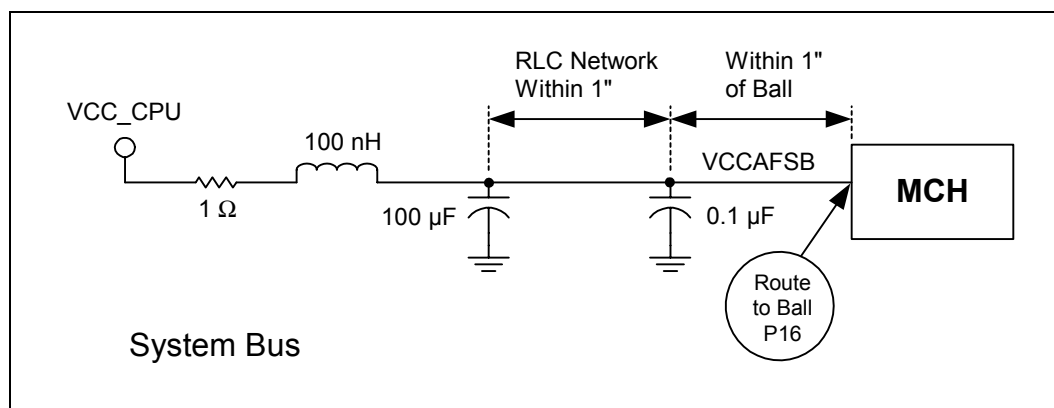 RLC Network
Within 1"
Within 1"
of Ball
VCC_CPU
100 nH
VCCAFSB
MCH
1 Ω
100 µF
0.1 µF
Route
to Ball
P16
System Bus